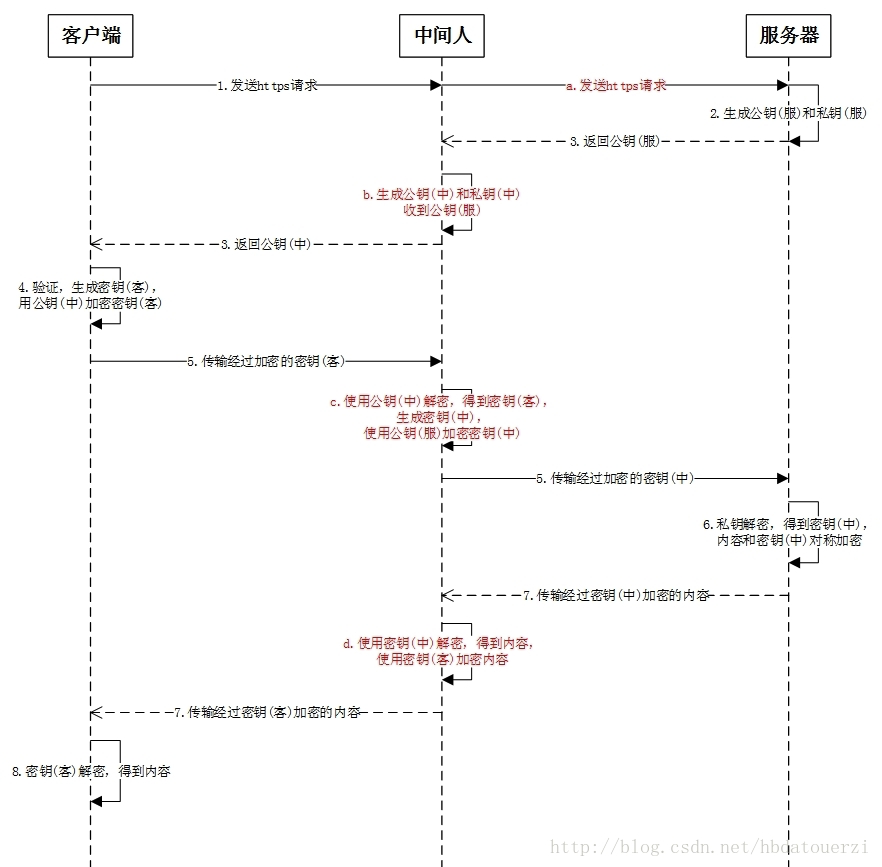 客户端
中间人
服务器
1.发送https请求
a.发送https请求
2.生成公钥(服)和私钥(服)
3.返回公钥(服)
b.生成公钥(中)和私钥(中)
收到公钥(服)
3.返回公钥(中)
4.验证，生成密钥(客)，
用公钥(中)加密密钥(客)
5.传输经过加密的密钥(客)
c.使用公钥(中)解密，得到密钥(客)，
生成密钥(中)，
使用公钥(服)加密密钥(中)
5.传输经过加密的密钥(中)
6.私钥解密，得到密钥(中)，
内容和密钥(中)对称加密
7.传输经过密钥(中)加密的内容
d.使用密钥(中)解密，得到内容，
使用密钥(客)加密内容
7.传输经过密钥(客)加密的内容
8.密钥(客)解密，得到内容
http://blog.csdn.net/hbdatouerzi